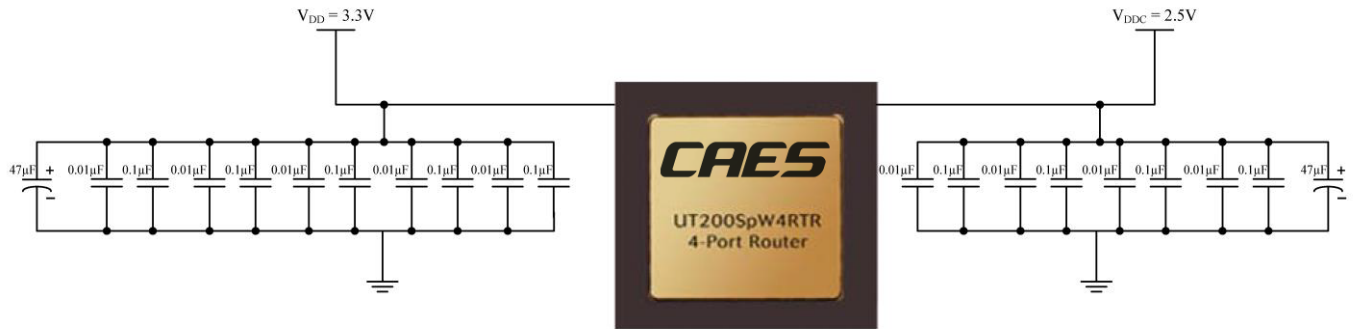 V_DD = 3.3V
V_DDC = 2.5V
47µF + 0.01µF 0.1µF 0.01µF 0.1µF 0.01µF 0.1µF 0.01µF 0.1µF 0.01µF 0.1µF
−
CAES
UT200SpW4RTR
4-Port Router
0.01µF 0.1µF 0.01µF 0.1µF 0.01µF 0.1µF 0.01µF 0.1µF 47µF +
−